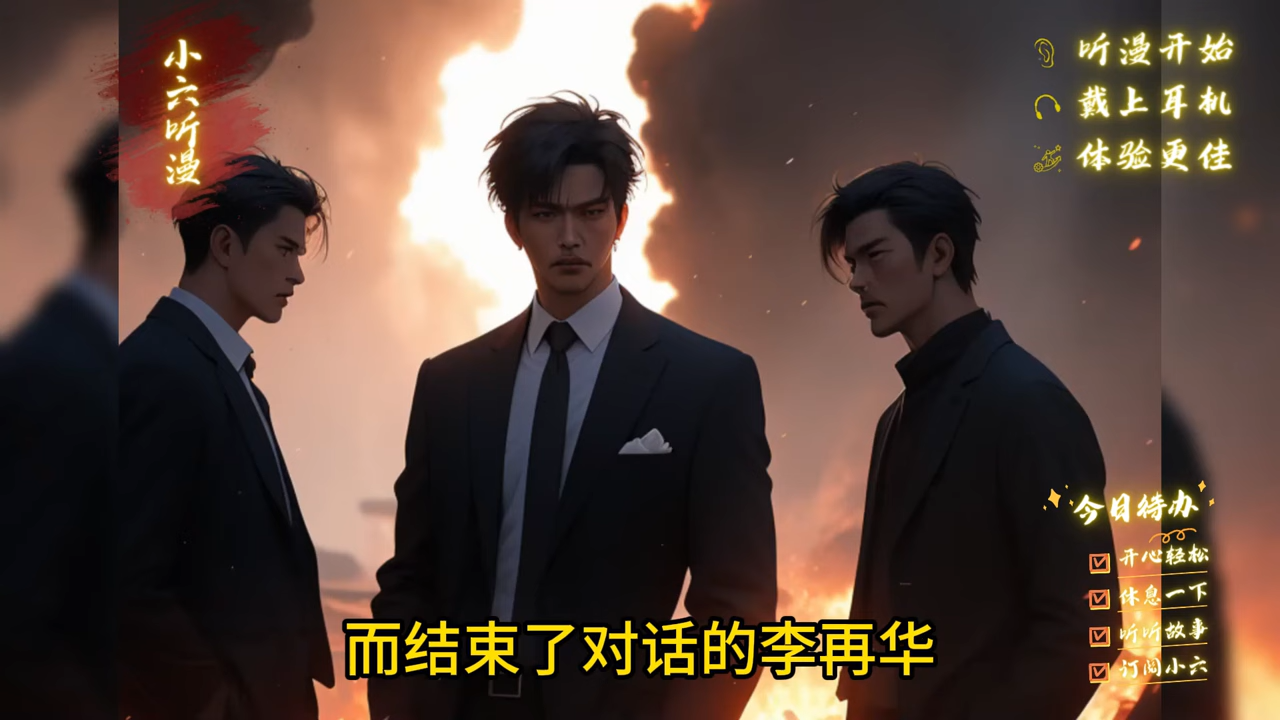 小六听漫
听漫开始
戴上耳机
体验更佳
今日待办
开心轻松
休息一下
听听故事
订阅小六
而结束了对话的李再华